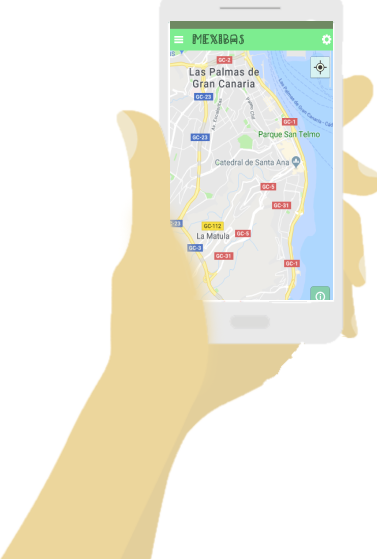 MEXIBAS
GC-2
Las Palmas de
Gran Canaria
GC-23
GC-1
GC-23
Parque San Telmo
Catedral de Santa Ana
GC-5
GC-31
GC-112
La Matula
GC-5
GC-3
GC-31
GC-1